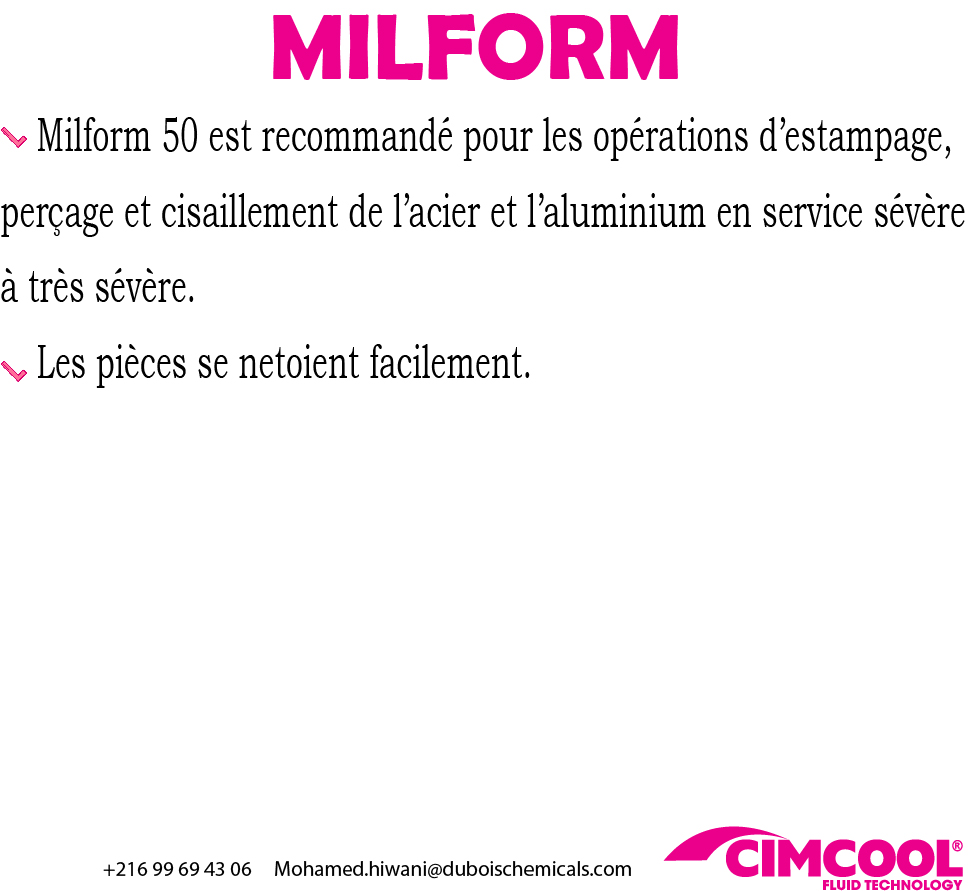 MILFORM
Milform 50 est recommandé pour les opérations d’estampage,
perçage et cisaillement de l’acier et l’aluminium en service sévère
à très sévère.
Les pièces se netoient facilement.
+216 99 69 43 06 Mohamed.hiwani@duboischemicals.com
CIMCOOL®
FLUID TECHNOLOGY